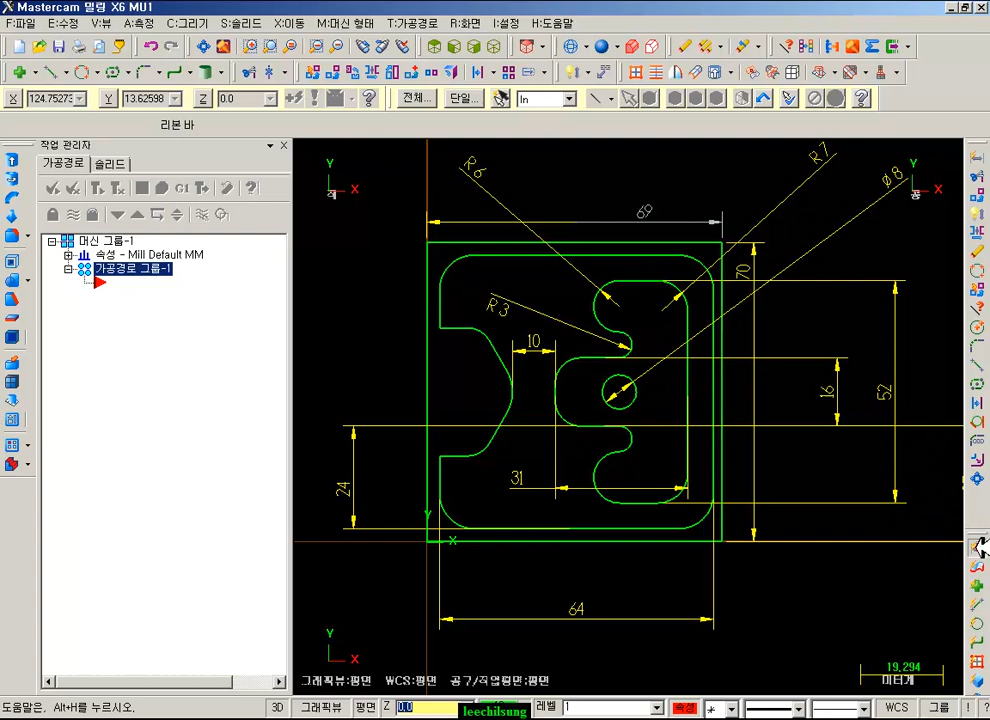 Mastercam 밀링 X6 MU1
F:파일 E:수정 V:뷰 A:측정 C:그리기 S:솔리드 X:이동 M:머신 형태 T:가공경로 R:화면 I:설정 H:도움말
X 124.75273 Y 13.62598 Z 0.0 전체... 단일... In
리본 바
작업 관리자
가공경로 솔리드
G1
머신 그룹-1
속성 - Mill Default MM
가공경로 그룹-1
Y X
Y X
R6
R7
Ø8
69
70
R3
10
16
52
31
24
Y X
64
Y X
그래픽뷰:평면 WCS:평면 공구/작업평면:평면
19,294
미터계
도움말은, Alt+H를 누르시오. 3D 그래픽뷰 평면 Z 0.0 레벨 1 속성 WCS 그룹 ! ?
leechilsung